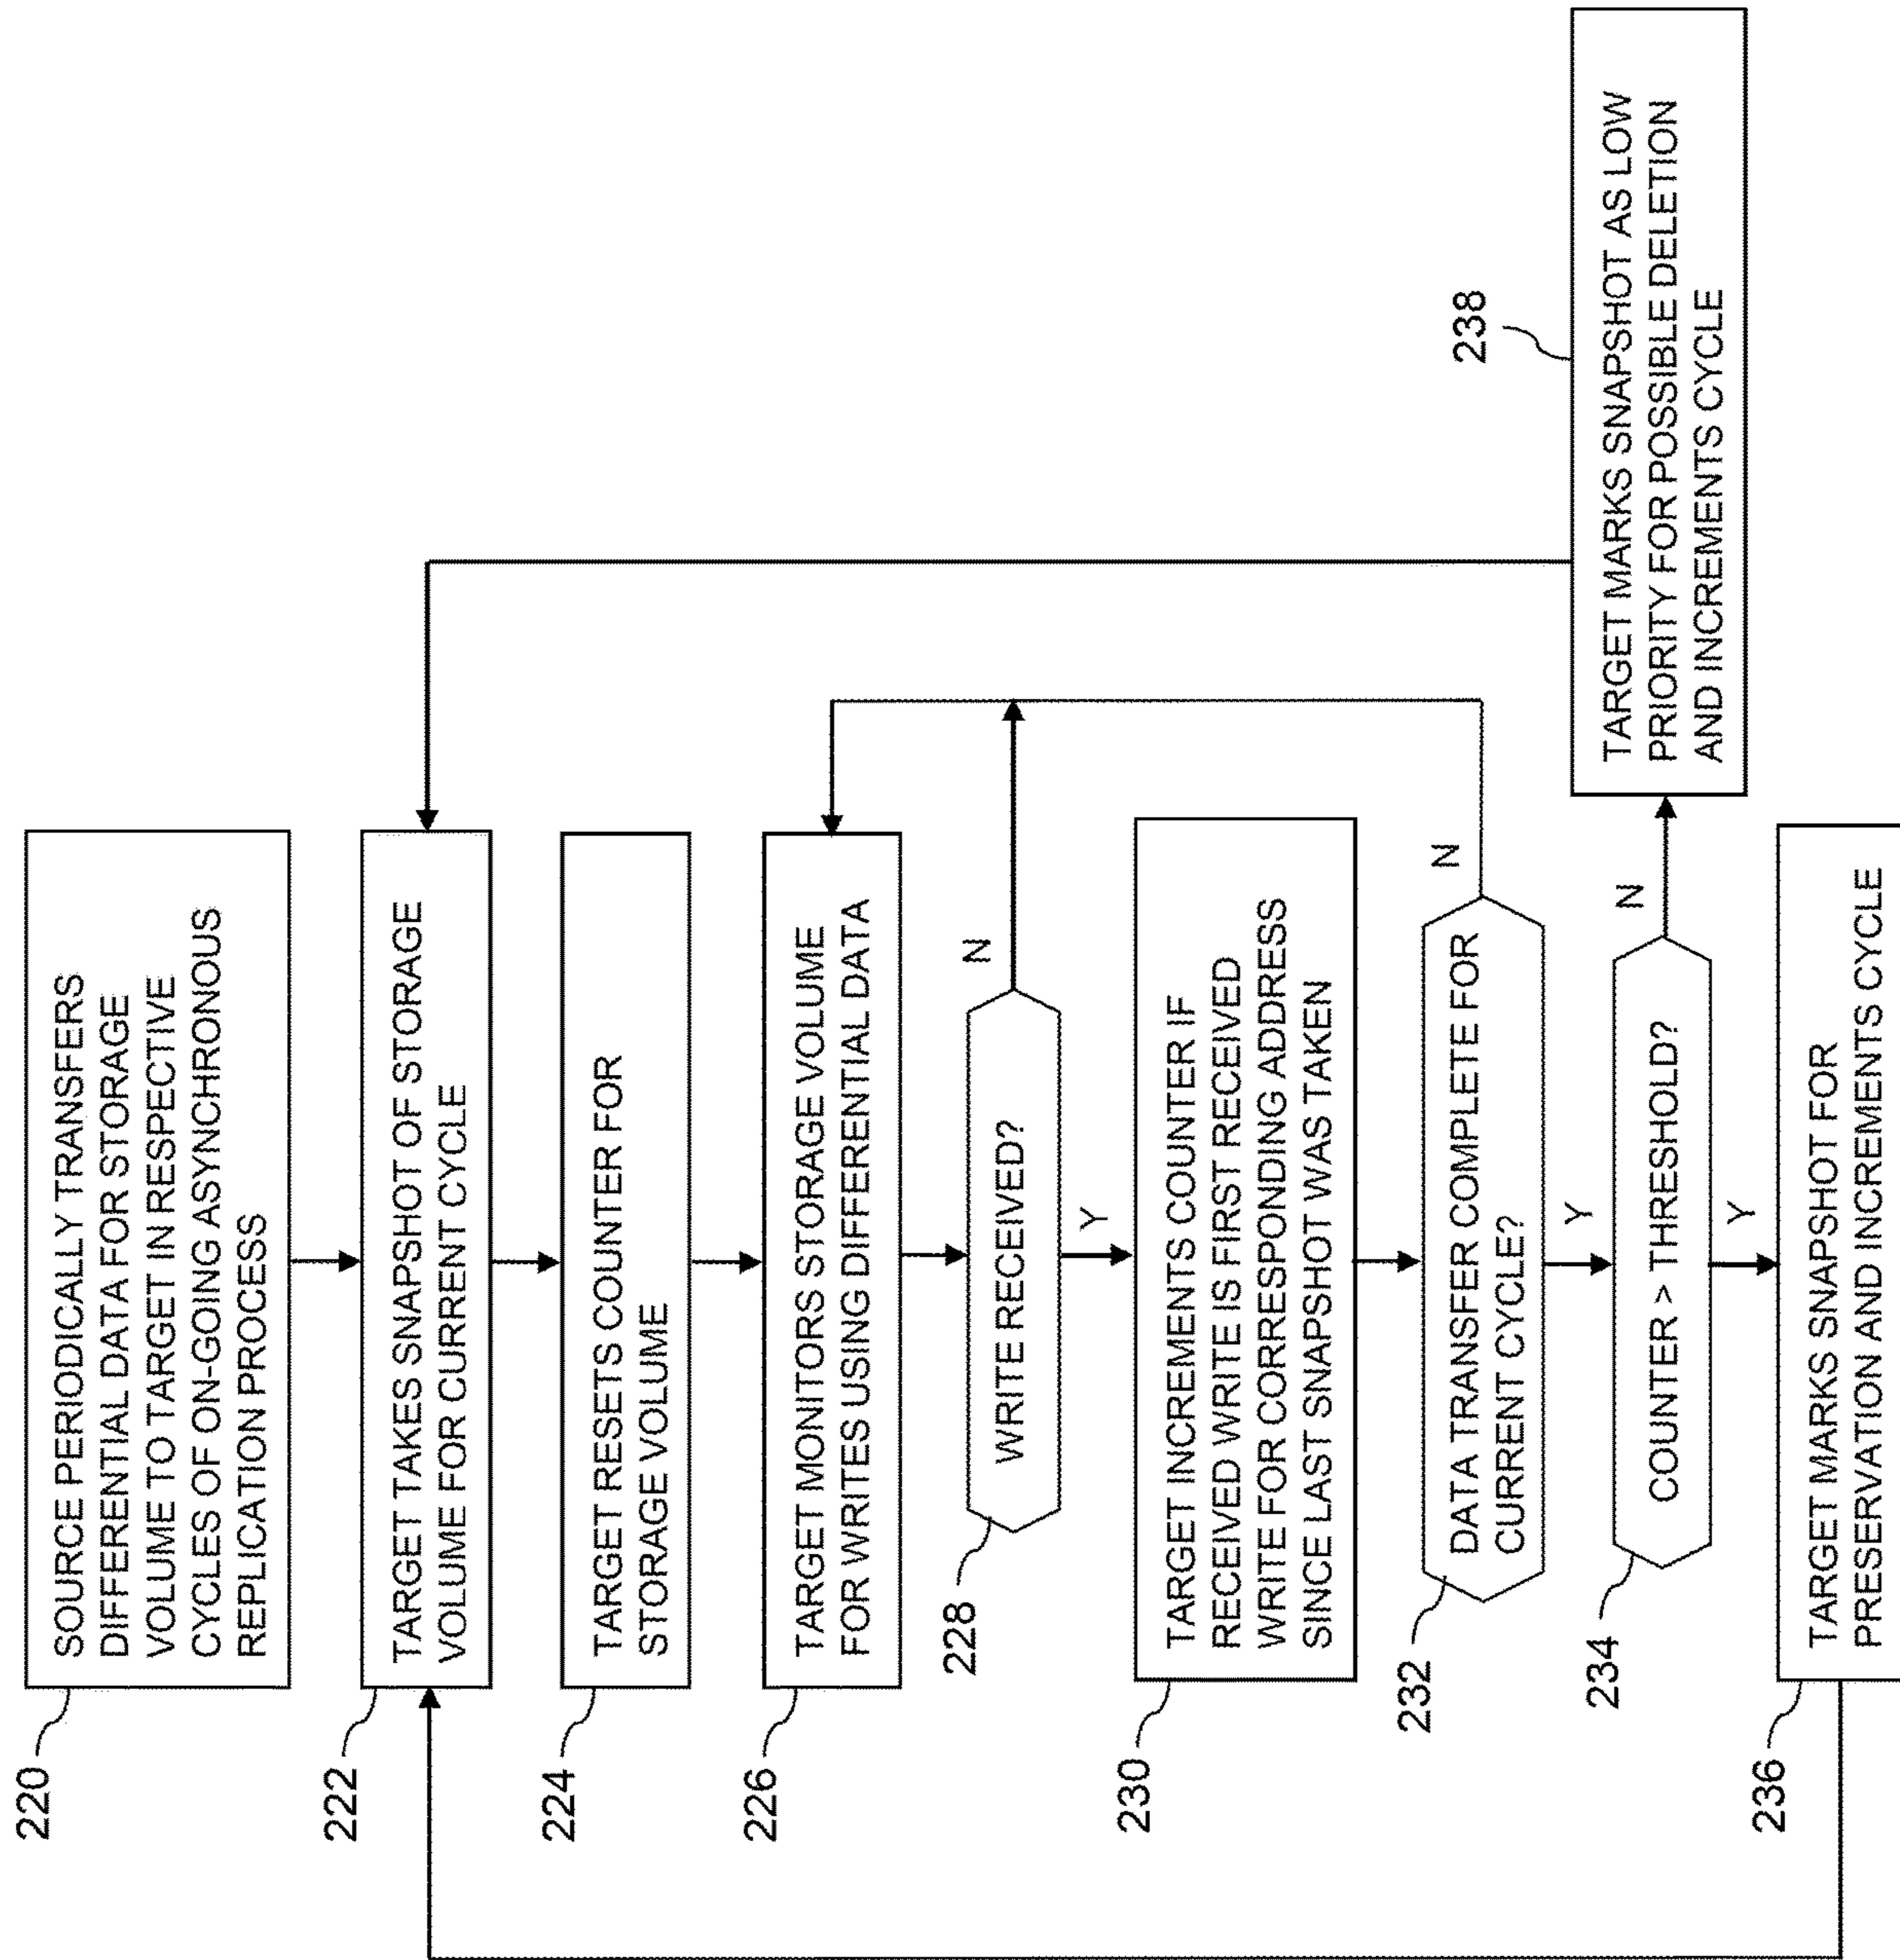 220
SOURCE PERIODICALLY TRANSFERS
DIFFERENTIAL DATA FOR STORAGE
VOLUME TO TARGET IN RESPECTIVE
CYCLES OF ON-GOING ASYNCHRONOUS
REPLICATION PROCESS
222
TARGET TAKES SNAPSHOT OF STORAGE
VOLUME FOR CURRENT CYCLE
224
TARGET RESETS COUNTER FOR
STORAGE VOLUME
226
TARGET MONITORS STORAGE VOLUME
FOR WRITES USING DIFFERENTIAL DATA
228
WRITE RECEIVED?
N
Y
230
TARGET INCREMENTS COUNTER IF
RECEIVED WRITE IS FIRST RECEIVED
WRITE FOR CORRESPONDING ADDRESS
SINCE LAST SNAPSHOT WAS TAKEN
232
DATA TRANSFER COMPLETE FOR
CURRENT CYCLE?
N
Y
234
COUNTER > THRESHOLD?
N
Y
236
TARGET MARKS SNAPSHOT FOR
PRESERVATION AND INCREMENTS CYCLE
238
TARGET MARKS SNAPSHOT AS LOW
PRIORITY FOR POSSIBLE DELETION
AND INCREMENTS CYCLE